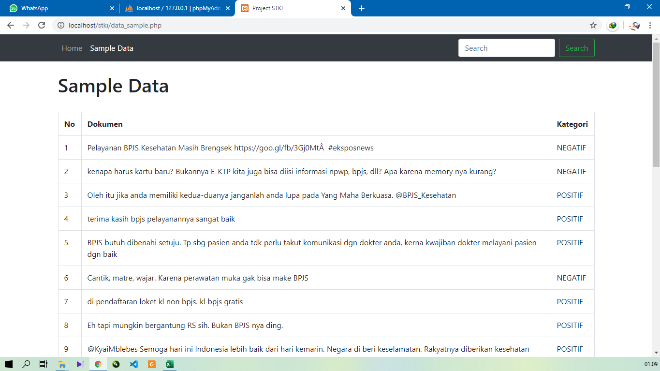 WhatsApp
localhost / 127.0.0.1 | phpMyAdm
Project STKI
localhost/stki/data_sample.php
Home Sample Data Search Search
Sample Data
No Dokumen Kategori
1 Pelayanan BPJS Kesehatan Masih Brengsek https://goo.gl/fb/3Gj0MtÂ #eksposnews NEGATIF
2 kenapa harus kartu baru? Bukannya E-KTP kita juga bisa diisi informasi npwp, bpjs, dll? Apa karena memory nya kurang? NEGATIF
3 Oleh itu jika anda memiliki kedua-duanya janganlah anda lupa pada Yang Maha Berkuasa. @BPJS_Kesehatan POSITIF
4 terima kasih bpjs pelayanannya sangat baik POSITIF
5 BPJS butuh dibenahi setuju. Tp sbg pasien anda tdk perlu takut komunikasi dgn dokter anda, kerna kwajiban dokter melayani pasien POSITIF
dgn baik
6 Cantik, matre, wajar. Karena perawatan muka gak bisa make BPJS NEGATIF
7 di pendaftaran loket kl non bpjs. kl bpjs gratis POSITIF
8 Eh tapi mungkin bergantung RS sih. Bukan BPJS nya ding. POSITIF
9 @KyaiMblebes Semoga hari ini Indonesia lebih baik dari hari kemarin. Negara di beri keselamatan. Rakyatnya diberikan kesehatan POSITIF